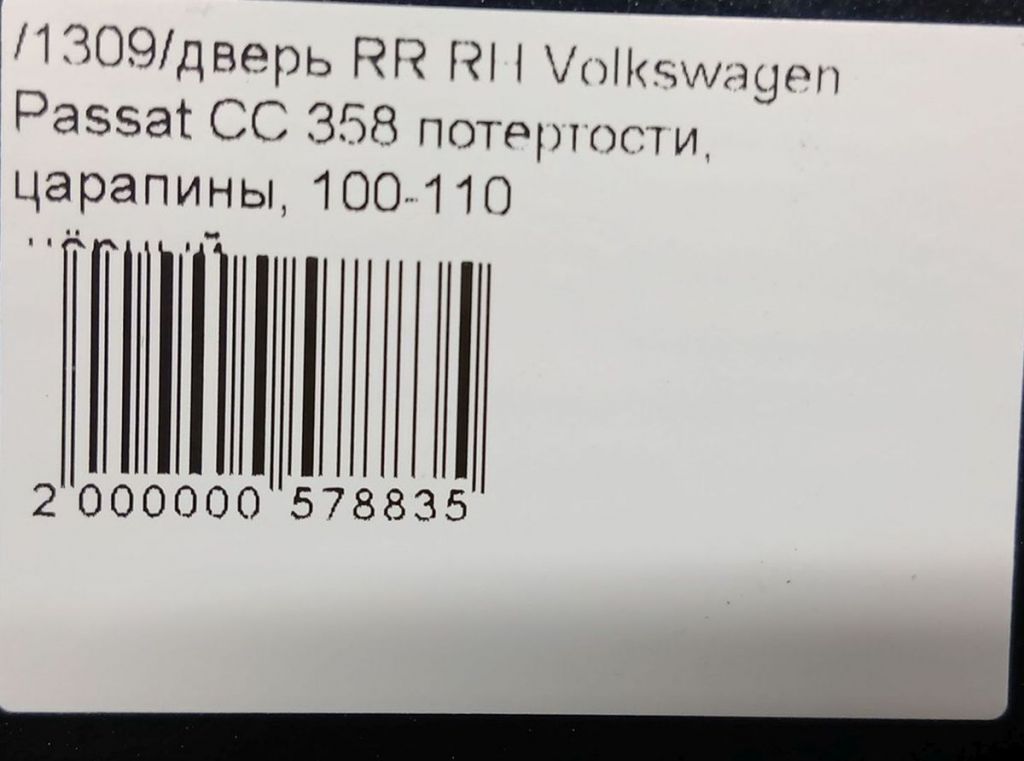 /1309/дверь RR RH Volkswagen
Passat CC 358 потертости,
царапины, 100-110
2 000000 578835